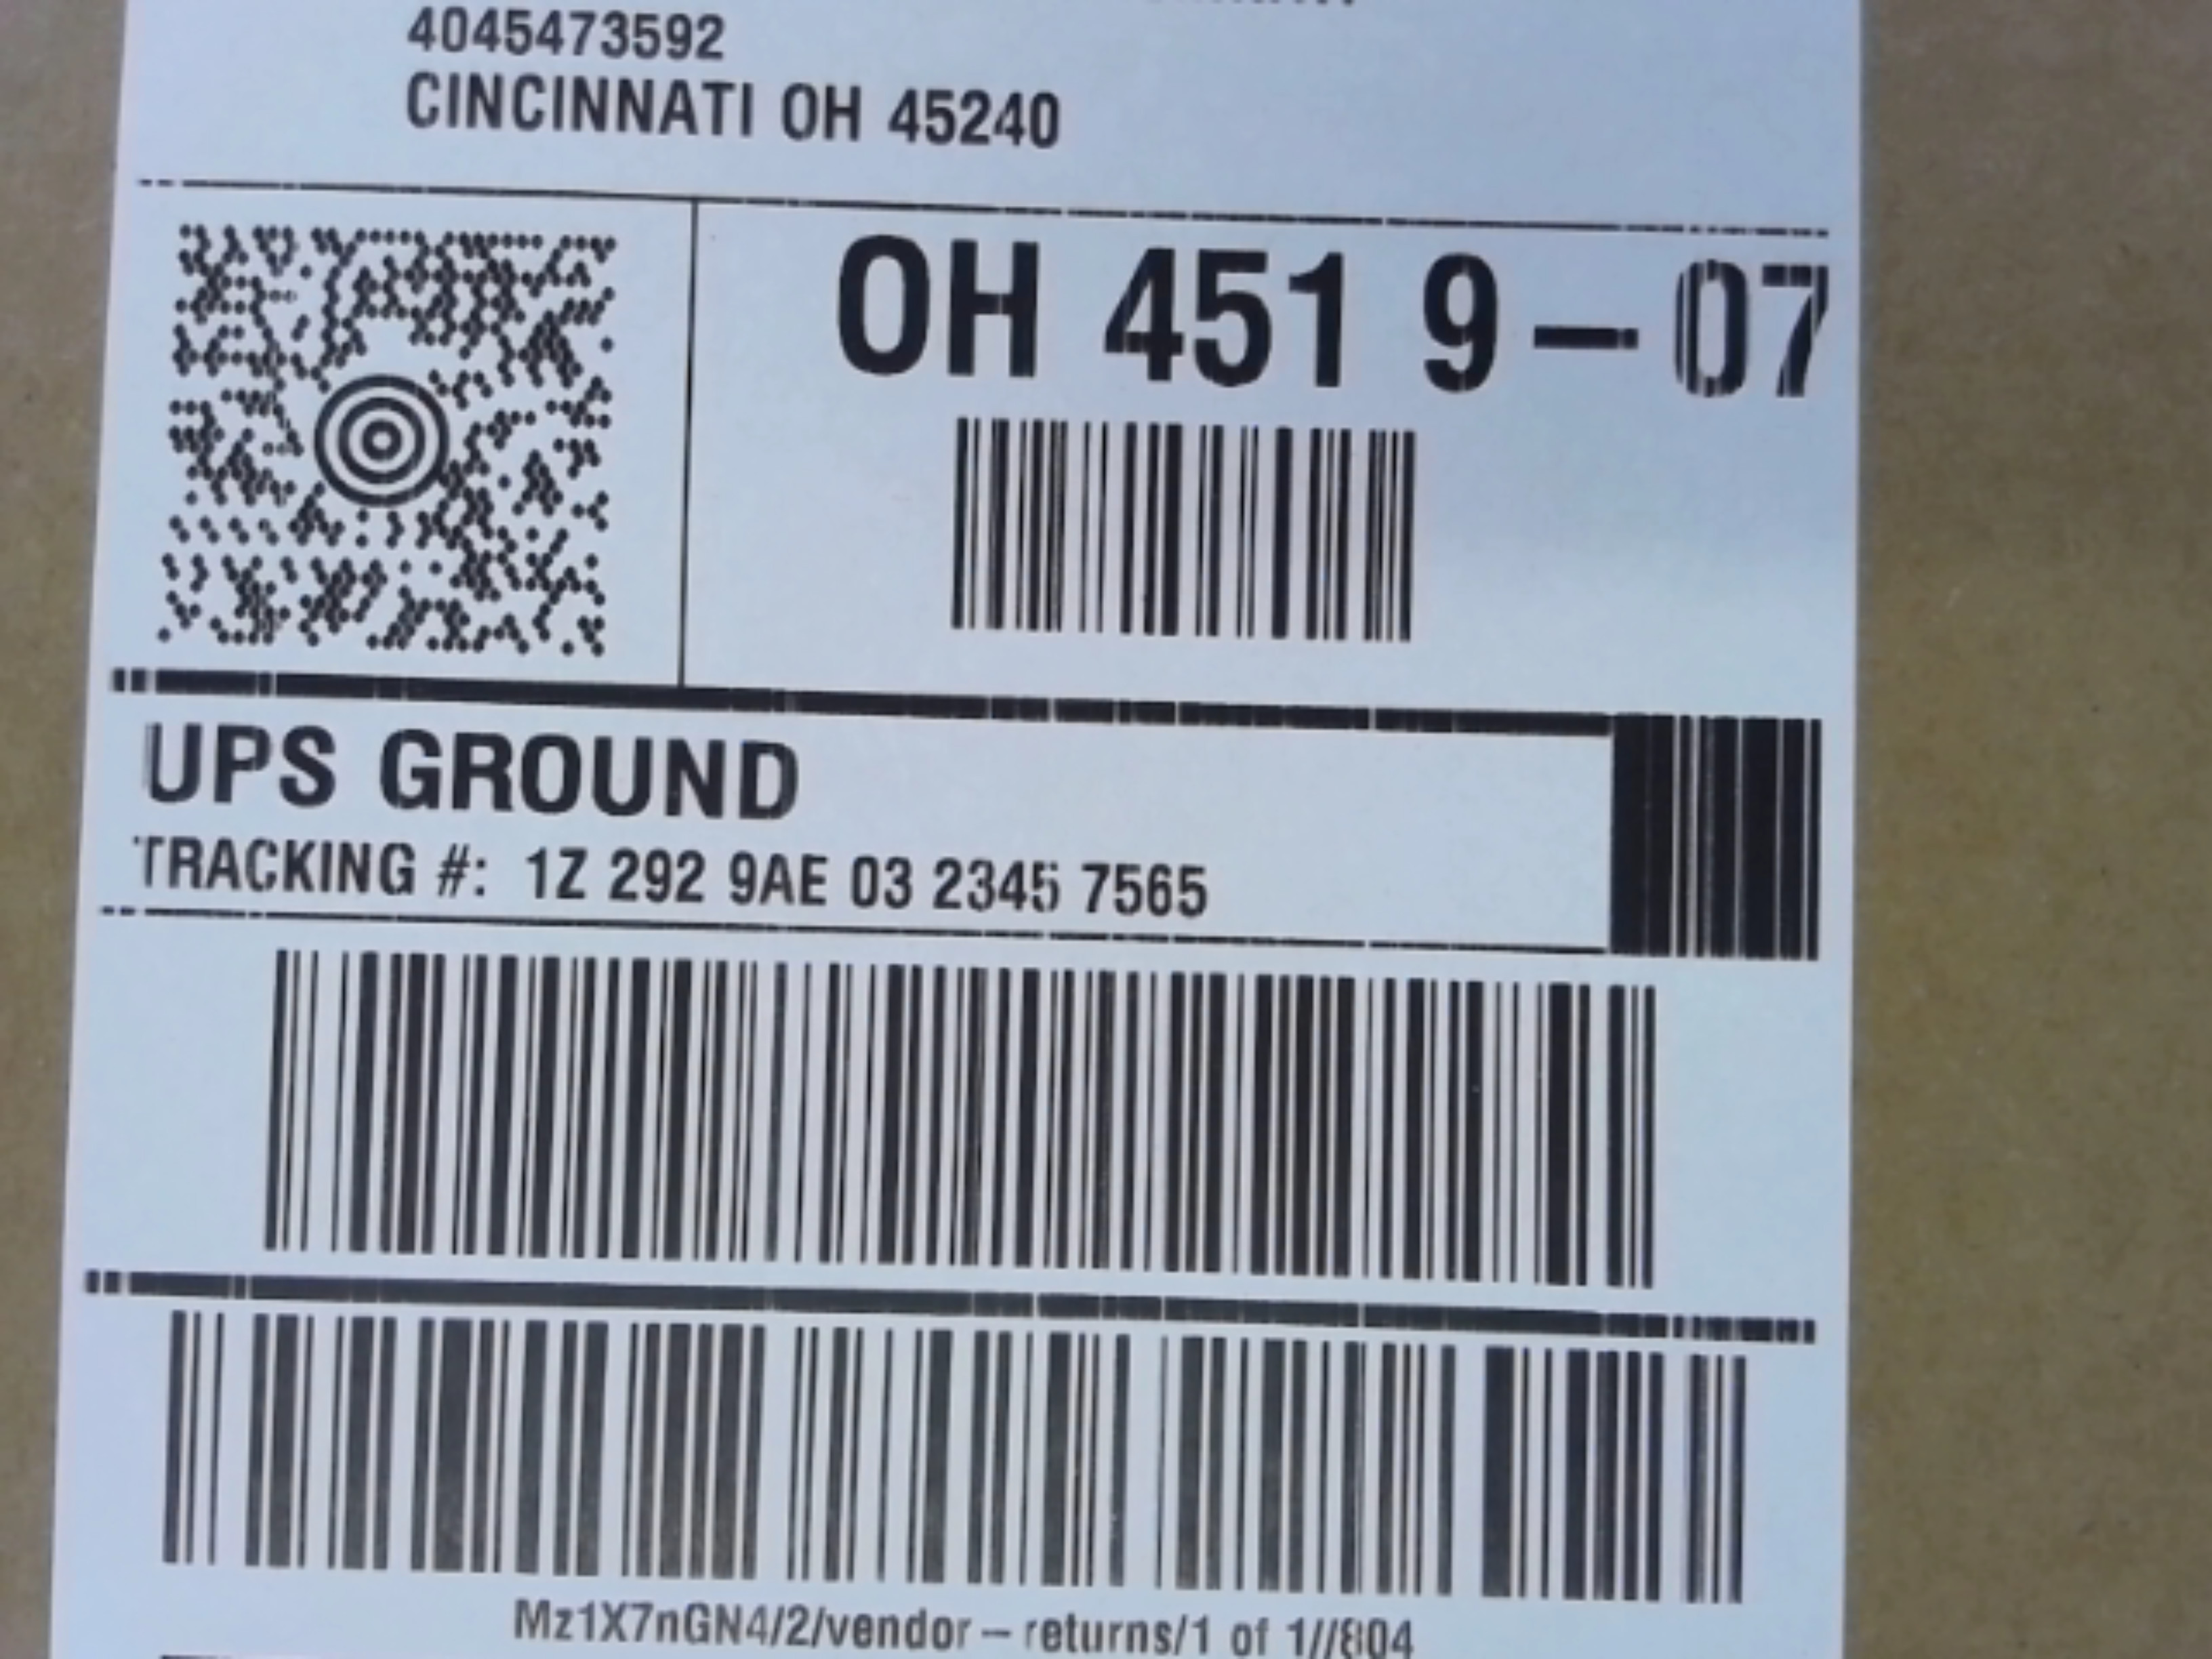 4045473592
CINCINNATI OH 45240
OH 451 9-07
UPS GROUND
TRACKING #: 1Z 292 9AE 03 2345 7565
Mz1X7nGN4/2/vendor-returns/1 of 1//804